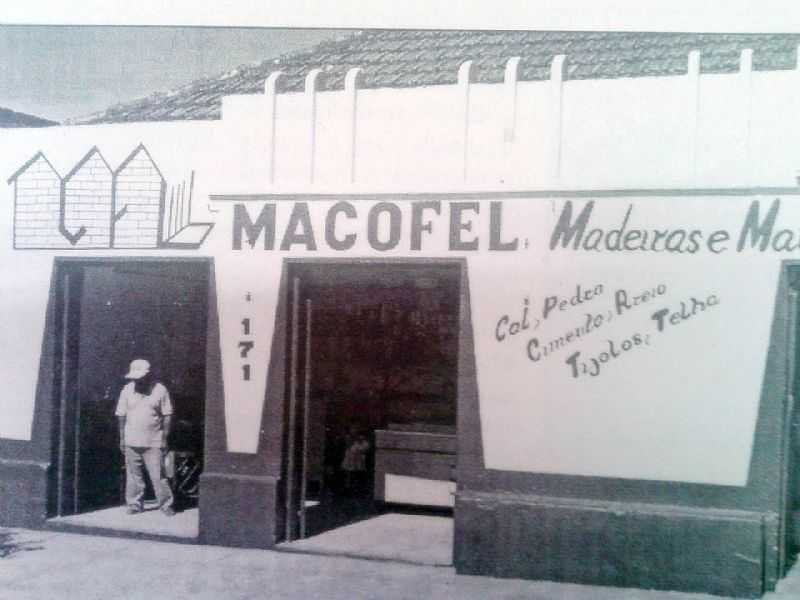 MACOFEL Madeiras e Ma
171
Cal, Pedra
Cimento, Areia
Tijolos, Telha